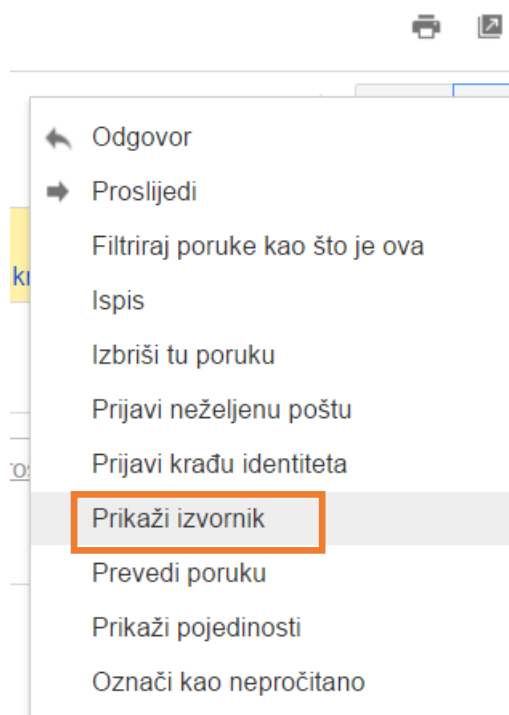 Odgovor
Proslijedi
Filtriraj poruke kao što je ova
Ispis
Izbriši tu poruku
Prijavi neželjenu poštu
Prijavi krađu identiteta
Prikaži izvornik
Prevedi poruku
Prikaži pojedinosti
Označi kao nepročitano